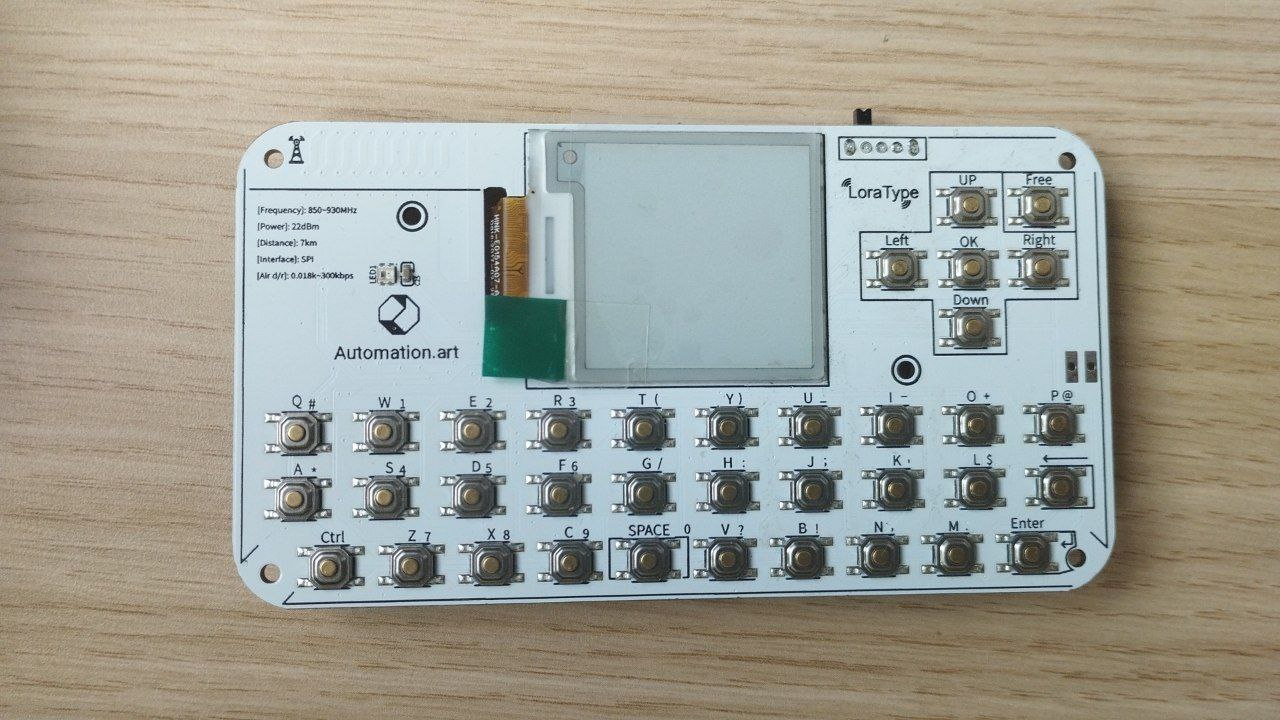 [Frequency]: 850~930MHz
[Power]: 22dBm
[Distance]: 7km
[Interface]: SPI
[Air d/r]: 0.018k~300kbps
LED1
Automation.art
LoraType
UP Free
Left OK Right
Down
Q # W 1 E 2 R 3 T ( Y ) U _ I - O + P @
A * S 4 D 5 F 6 G / H : J ; K L $
Ctrl Z 7 X 8 C 9 SPACE 0 V ? B ! N , M Enter